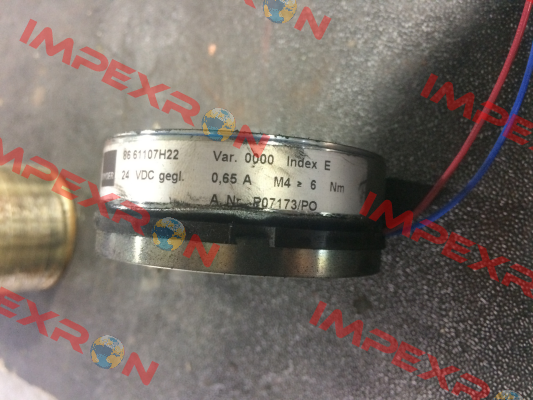 IMPEXRON
IMPEXRON
86 61107H22 Var. 0000 Index E
24 VDC gegl. 0,65 A M4 ≥ 6 Nm
A.Nr. R07173/PO
IMPEXRON
IMPEXRON
IMPEXRON
IMPEXRON